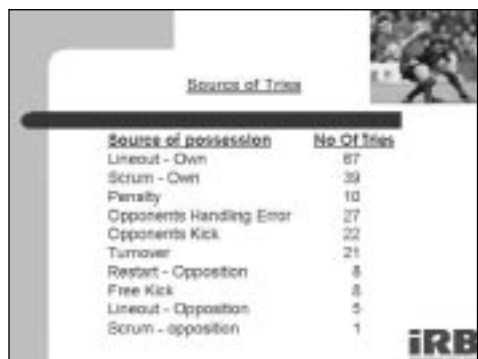 Source of Tries
Source of possession No Of Tries
Lineout - Own 67
Scrum - Own 39
Penalty 10
Opponents Handling Error 27
Opponents Kick 22
Turnover 21
Restart - Opposition 8
Free Kick 8
Lineout - Opposition 5
Scrum - opposition 1
iRB